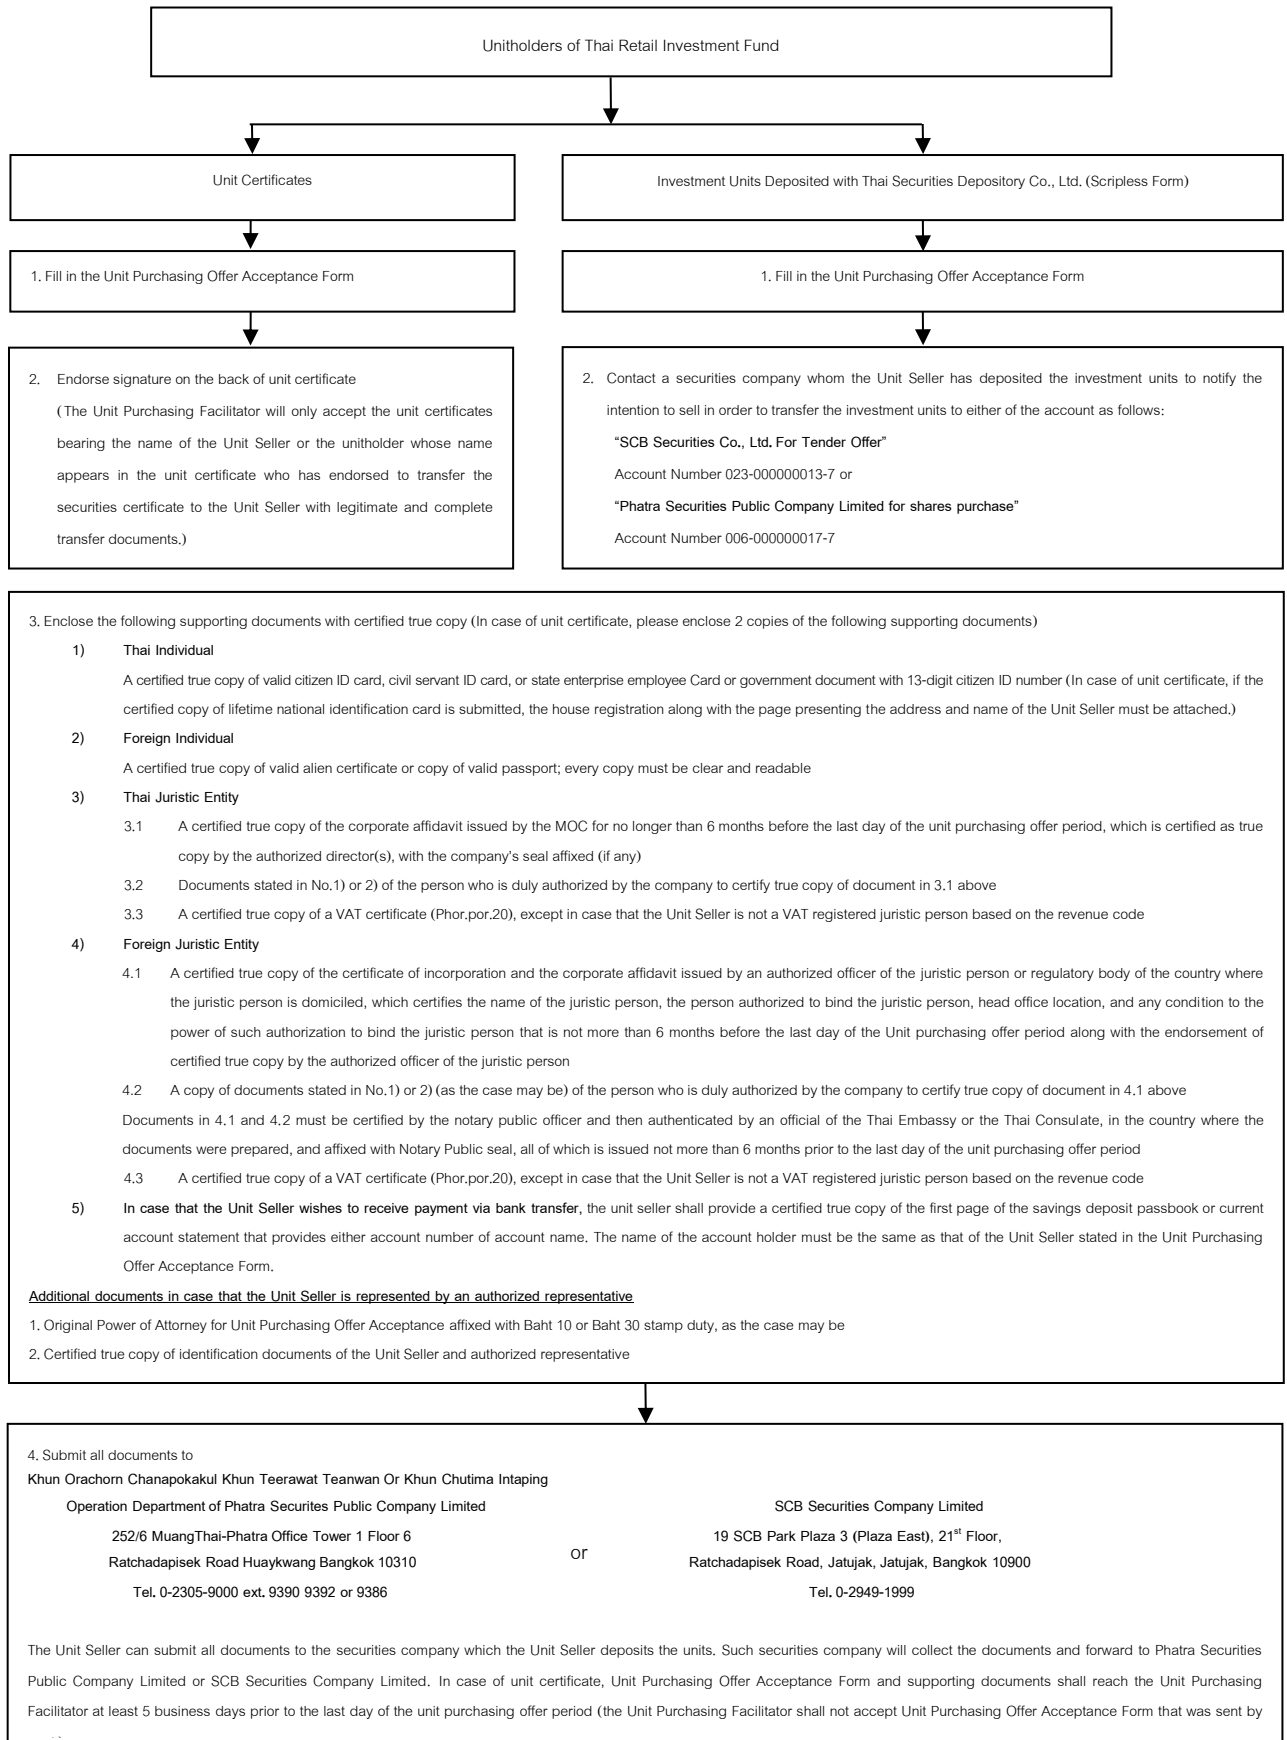 Unitholders of Thai Retail Investment Fund
Unit Certificates
Investment Units Deposited with Thai Securities Depository Co., Ltd. (Scripless Form)
1. Fill in the Unit Purchasing Offer Acceptance Form
1. Fill in the Unit Purchasing Offer Acceptance Form
2. Endorse signature on the back of unit certificate
(The Unit Purchasing Facilitator will only accept the unit certificates
bearing the name of the Unit Seller or the unitholder whose name
appears in the unit certificate who has endorsed to transfer the
securities certificate to the Unit Seller with legitimate and complete
transfer documents.)
2. Contact a securities company whom the Unit Seller has deposited the investment units to notify the
intention to sell in order to transfer the investment units to either of the account as follows:
"SCB Securities Co., Ltd. For Tender Offer"
Account Number 023-000000013-7 or
"Phatra Securities Public Company Limited for shares purchase"
Account Number 006-000000017-7
3. Enclose the following supporting documents with certified true copy (In case of unit certificate, please enclose 2 copies of the following supporting documents)
1) Thai Individual
A certified true copy of valid citizen ID card, civil servant ID card, or state enterprise employee Card or government document with 13-digit citizen ID number (In case of unit certificate, if the
certified copy of lifetime national identification card is submitted, the house registration along with the page presenting the address and name of the Unit Seller must be attached.)
2) Foreign Individual
A certified true copy of valid alien certificate or copy of valid passport; every copy must be clear and readable
3) Thai Juristic Entity
3.1 A certified true copy of the corporate affidavit issued by the MOC for no longer than 6 months before the last day of the unit purchasing offer period, which is certified as true
copy by the authorized director(s), with the company's seal affixed (if any)
3.2 Documents stated in No.1) or 2) of the person who is duly authorized by the company to certify true copy of document in 3.1 above
3.3 A certified true copy of a VAT certificate (Phor.por.20), except in case that the Unit Seller is not a VAT registered juristic person based on the revenue code
4) Foreign Juristic Entity
4.1 A certified true copy of the certificate of incorporation and the corporate affidavit issued by an authorized officer of the juristic person or regulatory body of the country where
the juristic person is domiciled, which certifies the name of the juristic person, the person authorized to bind the juristic person, head office location, and any condition to the
power of such authorization to bind the juristic person that is not more than 6 months before the last day of the Unit purchasing offer period along with the endorsement of
certified true copy by the authorized officer of the juristic person
4.2 A copy of documents stated in No.1) or 2) (as the case may be) of the person who is duly authorized by the company to certify true copy of document in 4.1 above
Documents in 4.1 and 4.2 must be certified by the notary public officer and then authenticated by an official of the Thai Embassy or the Thai Consulate, in the country where the
documents were prepared, and affixed with Notary Public seal, all of which is issued not more than 6 months prior to the last day of the unit purchasing offer period
4.3 A certified true copy of a VAT certificate (Phor.por.20), except in case that the Unit Seller is not a VAT registered juristic person based on the revenue code
5) In case that the Unit Seller wishes to receive payment via bank transfer, the unit seller shall provide a certified true copy of the first page of the savings deposit passbook or current
account statement that provides either account number of account name. The name of the account holder must be the same as that of the Unit Seller stated in the Unit Purchasing
Offer Acceptance Form.
Additional documents in case that the Unit Seller is represented by an authorized representative
1. Original Power of Attorney for Unit Purchasing Offer Acceptance affixed with Baht 10 or Baht 30 stamp duty, as the case may be
2. Certified true copy of identification documents of the Unit Seller and authorized representative
4. Submit all documents to
Khun Orachorn Chanapokakul Khun Teerawat Teanwan Or Khun Chutima Intaping
Operation Department of Phatra Securites Public Company Limited
252/6 MuangThai-Phatra Office Tower 1 Floor 6
Ratchadapisek Road Huaykwang Bangkok 10310
Tel. 0-2305-9000 ext. 9390 9392 or 9386
or
SCB Securities Company Limited
19 SCB Park Plaza 3 (Plaza East), 21st Floor,
Ratchadapisek Road, Jatujak, Jatujak, Bangkok 10900
Tel. 0-2949-1999
The Unit Seller can submit all documents to the securities company which the Unit Seller deposits the units. Such securities company will collect the documents and forward to Phatra Securities
Public Company Limited or SCB Securities Company Limited. In case of unit certificate, Unit Purchasing Offer Acceptance Form and supporting documents shall reach the Unit Purchasing
Facilitator at least 5 business days prior to the last day of the unit purchasing offer period (the Unit Purchasing Facilitator shall not accept Unit Purchasing Offer Acceptance Form that was sent by